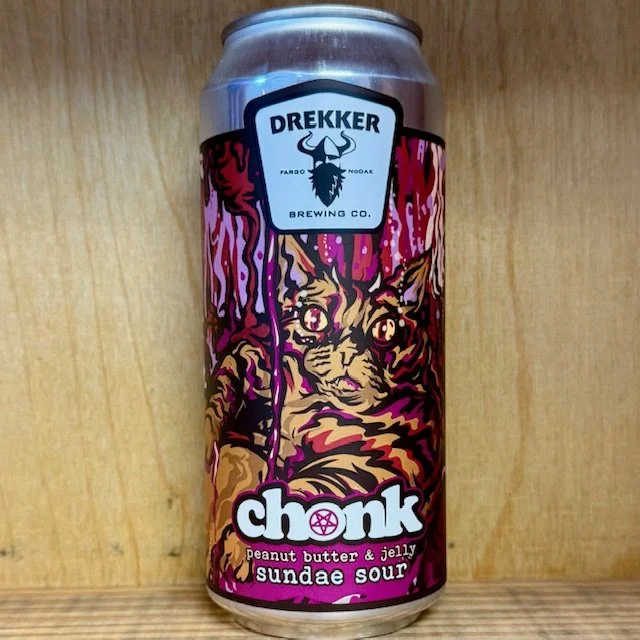 DREKKER
FARGO NoDAK
BREWING CO.
chonk
peanut butter & jelly
sundae sour